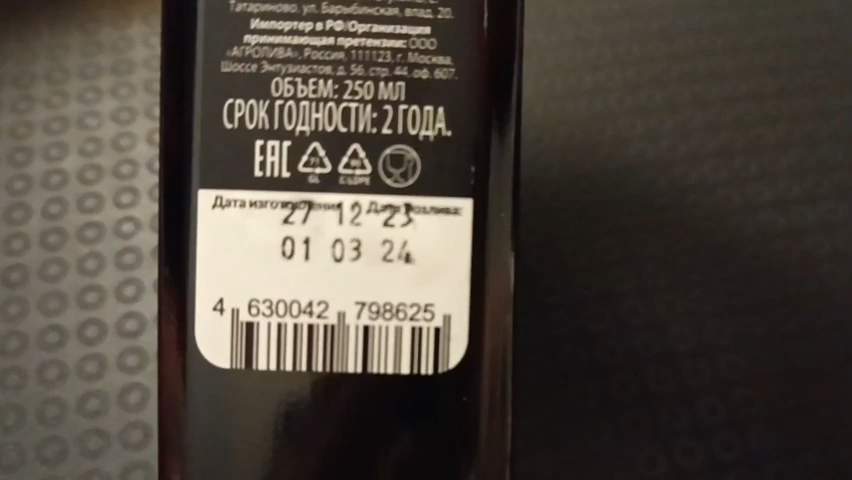 Татариново, ул. Барыбинская, влад. 20.
Импортер в РФ/Организация
принимающая претензии: ООО
«АГРОЛИВА», Россия, 111123, г. Москва,
Шоссе Энтузиастов, д. 56, стр. 44, оф. 607.
ОБЪЕМ: 250 МЛ
СРОК ГОДНОСТИ: 2 ГОДА.
EAC 71 GL C/LDPE
Дата изготовления / Дата розлива:
27 12 23
01 03 24
4 630042 798625